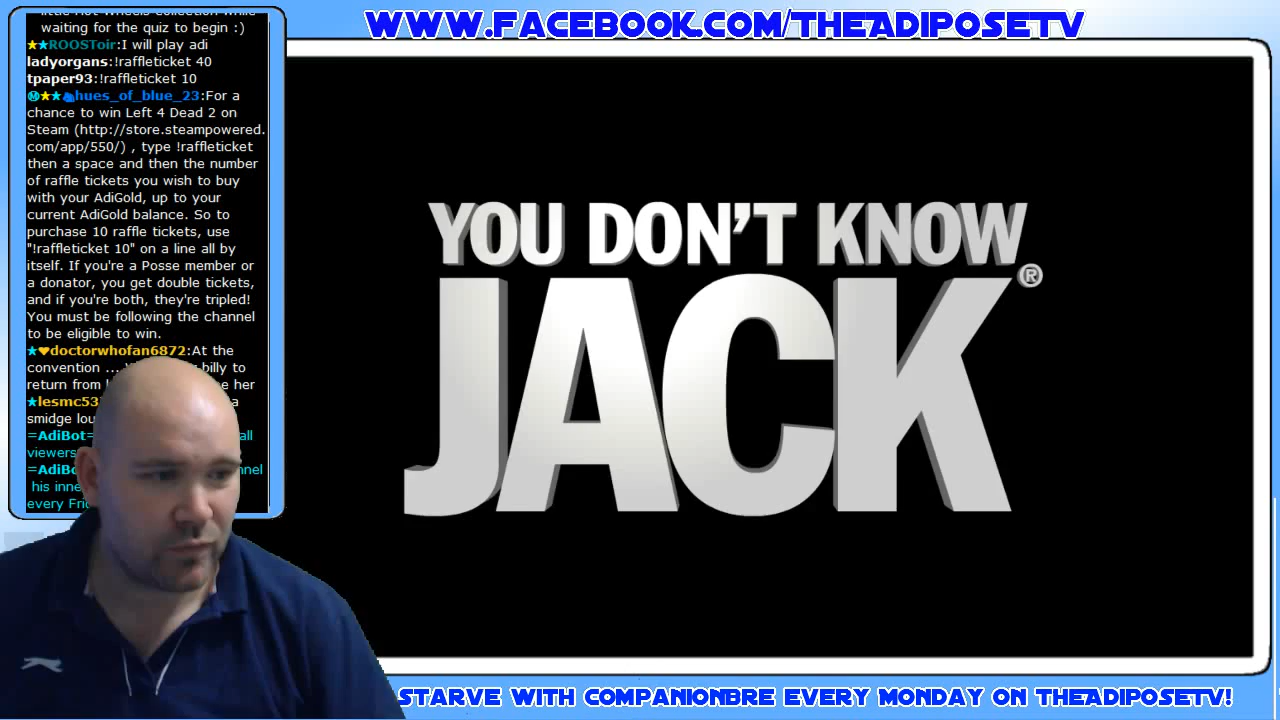 WWW.FACEBOOK.COM/THEADIPOSETV
waiting for the quiz to begin :)
ROOSToir:I will play adi
ladyorgans:!raffleticket 40
tpaper93:!raffleticket 10
hues_of_blue_23:For a
chance to win Left 4 Dead 2 on
Steam (http://store.steampowered.
com/app/550/) , type !raffleticket
then a space and then the number
of raffle tickets you wish to buy
with your AdiGold, up to your
current AdiGold balance. So to
purchase 10 raffle tickets, use
"!raffleticket 10" on a line all by
itself. If you're a Posse member or
a donator, you get double tickets,
and if you're both, they're tripled!
You must be following the channel
to be eligible to win.
doctorwhofan6872:At the
convention ... billy to
return from her
lesmc53 a
smidge
=AdiBot= all
viewers
his
every
YOU DON'T KNOW
JACK®
STARVE WITH COMPANIONBRE EVERY MONDAY ON THEADIPOSETV!